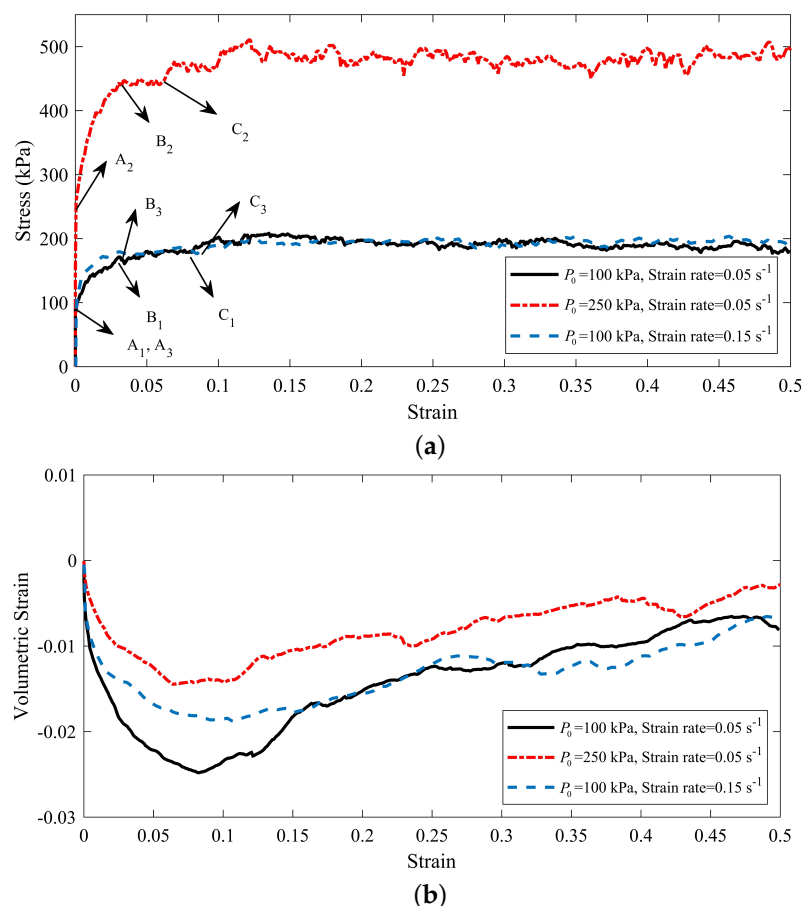 500
400
300
200
100
0
Stress (kPa)
A₂
B₂
C₂
B₃
C₃
B₁
C₁
A₁, A₃
P₀=100 kPa, Strain rate=0.05 s⁻¹
P₀=250 kPa, Strain rate=0.05 s⁻¹
P₀=100 kPa, Strain rate=0.15 s⁻¹
0 0.05 0.1 0.15 0.2 0.25 0.3 0.35 0.4 0.45 0.5
Strain
(a)
0.01
0
-0.01
-0.02
-0.03
Volumetric Strain
P₀=100 kPa, Strain rate=0.05 s⁻¹
P₀=250 kPa, Strain rate=0.05 s⁻¹
P₀=100 kPa, Strain rate=0.15 s⁻¹
0 0.05 0.1 0.15 0.2 0.25 0.3 0.35 0.4 0.45 0.5
Strain
(b)